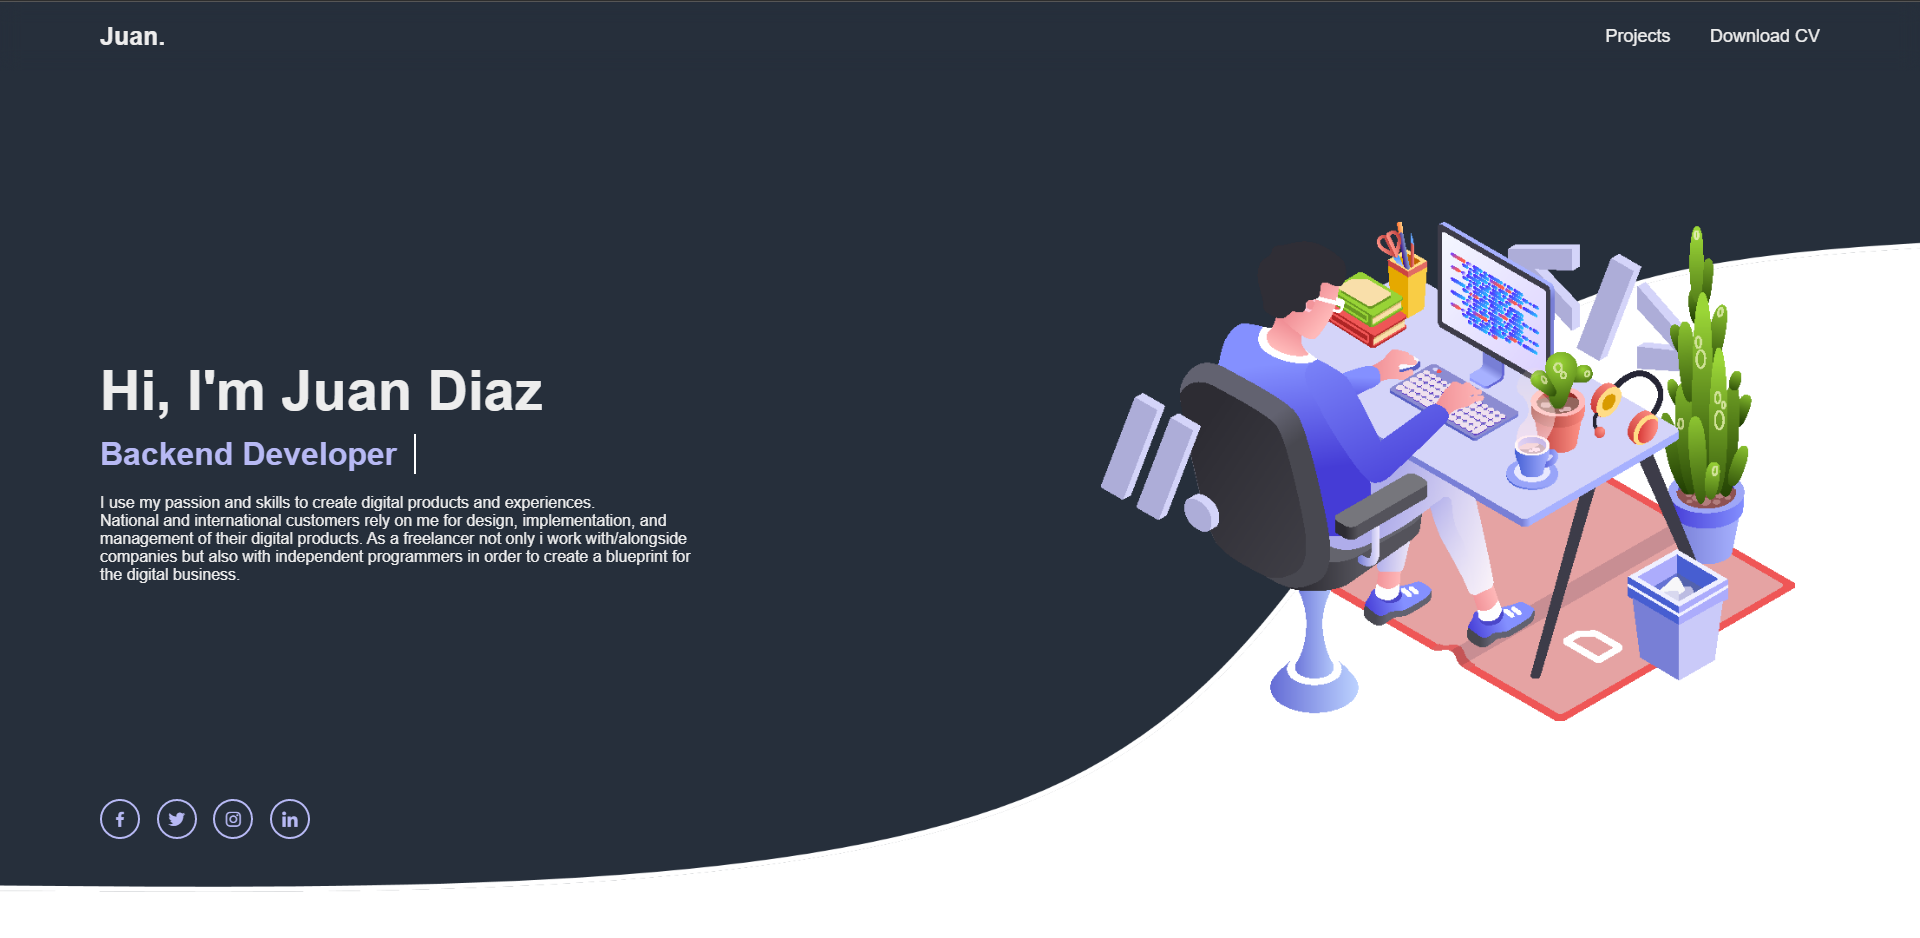 Juan.
Projects
Download CV
Hi, I'm Juan Diaz
Backend Developer
I use my passion and skills to create digital products and experiences.
National and international customers rely on me for design, implementation, and
management of their digital products. As a freelancer not only i work with/alongside
companies but also with independent programmers in order to create a blueprint for
the digital business.